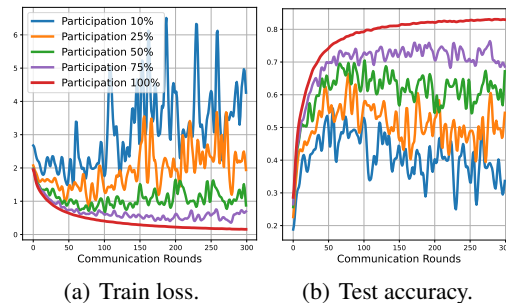 Participation 10%
Participation 25%
Participation 50%
Participation 75%
Participation 100%
6
5
4
3
2
1
0
0 50 100 150 200 250 300
Communication Rounds
(a) Train loss.
0.8
0.7
0.6
0.5
0.4
0.3
0.2
0 50 100 150 200 250 300
Communication Rounds
(b) Test accuracy.